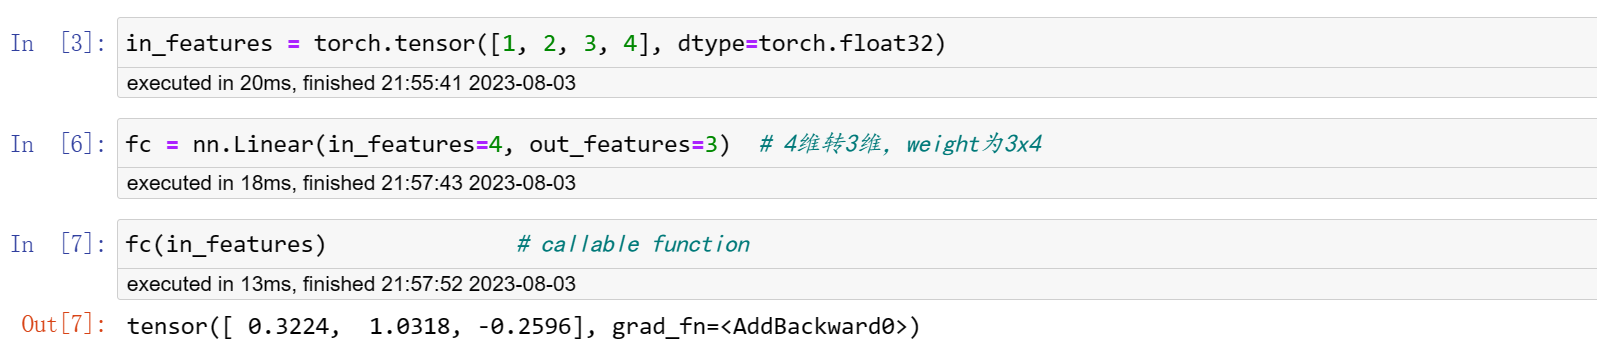 In [3]: in_features = torch.tensor([1, 2, 3, 4], dtype=torch.float32)
executed in 20ms, finished 21:55:41 2023-08-03
In [6]: fc = nn.Linear(in_features=4, out_features=3)  # 4维转3维，weight为3x4
executed in 18ms, finished 21:57:43 2023-08-03
In [7]: fc(in_features)              # callable function
executed in 13ms, finished 21:57:52 2023-08-03
Out[7]: tensor([ 0.3224,  1.0318, -0.2596], grad_fn=<AddBackward0>)